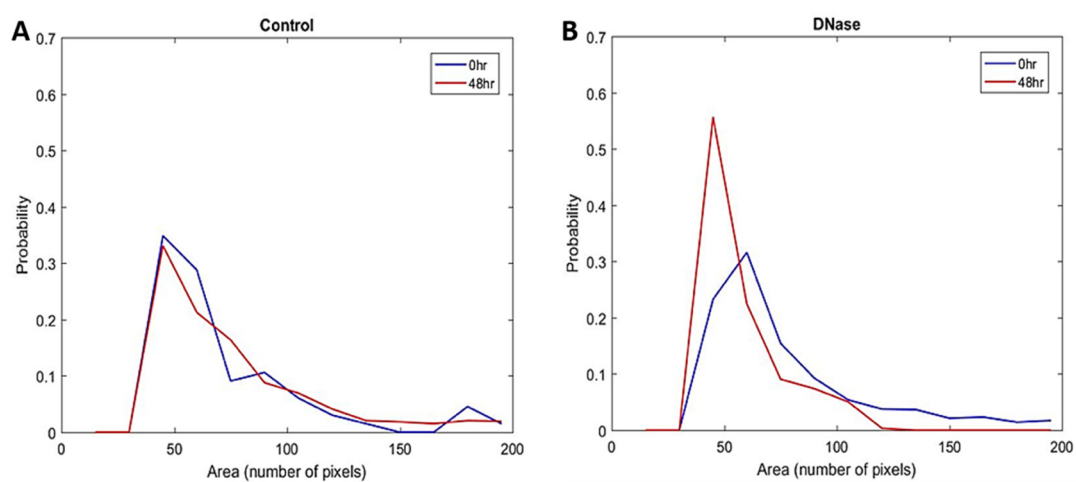 A
Control
0.7
0.6
0.5
0.4
0.3
0.2
0.1
0
0
50
100
150
200
Probability
Area (number of pixels)
0hr
48hr
B
DNase
0.7
0.6
0.5
0.4
0.3
0.2
0.1
0
0
50
100
150
200
Probability
Area (number of pixels)
0hr
48hr